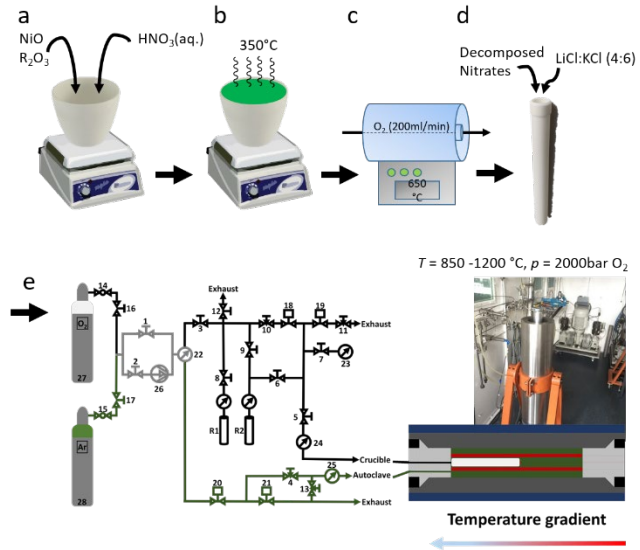 a
b
c
d
NiO
R₂O₃
HNO₃(aq.)
350°C
O₂ (200ml/min)
650
°C
Decomposed
Nitrates
LiCl:KCl (4:6)
e
T = 850 -1200 °C, p = 2000bar O₂
14
16
O₂
27
1
2
26
22
17
15
Ar
28
Exhaust
12
3
10
18
19
11
Exhaust
9
7
23
8
6
5
R1
R2
24
Crucible
25
Autoclave
4
13
20
21
Exhaust
Temperature gradient